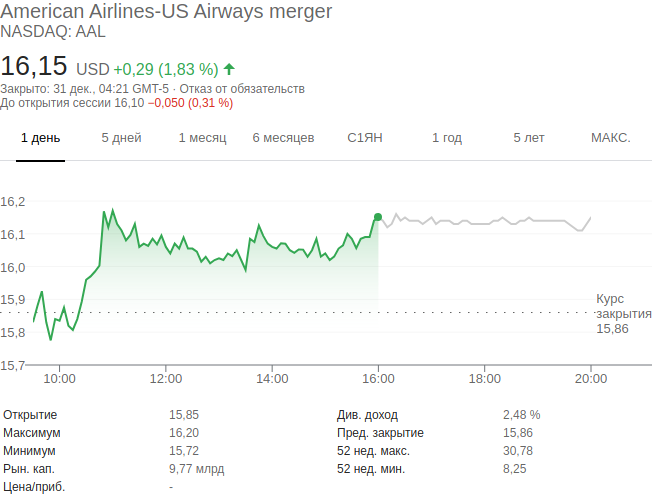 American Airlines-US Airways merger
NASDAQ: AAL
16,15 USD +0,29 (1,83 %)
Закрыто: 31 дек., 04:21 GMT-5 · Отказ от обязательств
До открытия сессии 16,10 −0,050 (0,31 %)
1 день 5 дней 1 месяц 6 месяцев С1ЯН 1 год 5 лет МАКС.
16,2
16,1
16,0
15,9
15,8
15,7
Курс
закрытия
15,86
10:00 12:00 14:00 16:00 18:00 20:00
Открытие 15,85 Див. доход 2,48 %
Максимум 16,20 Пред. закрытие 15,86
Минимум 15,72 52 нед. макс. 30,78
Рын. кап. 9,77 млрд 52 нед. мин. 8,25
Цена/приб. -